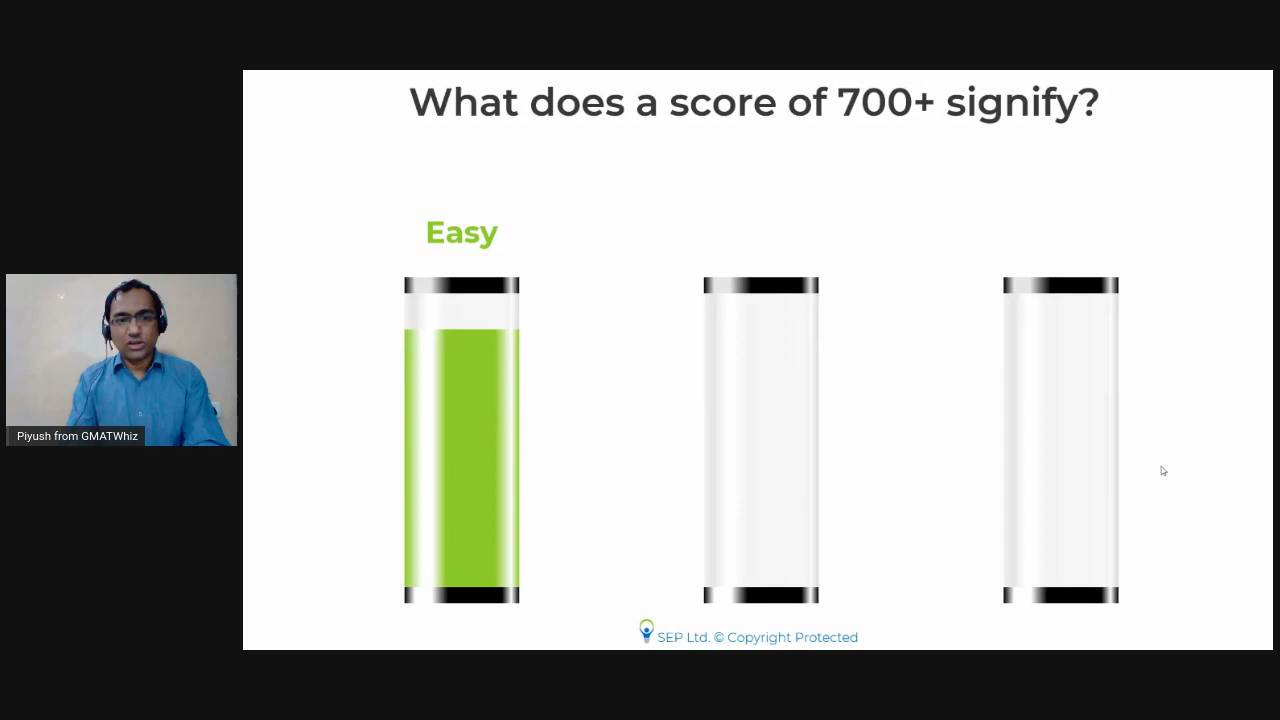 What does a score of 700+ signify?
Easy
Piyush from GMATWhiz
SEP Ltd. © Copyright Protected